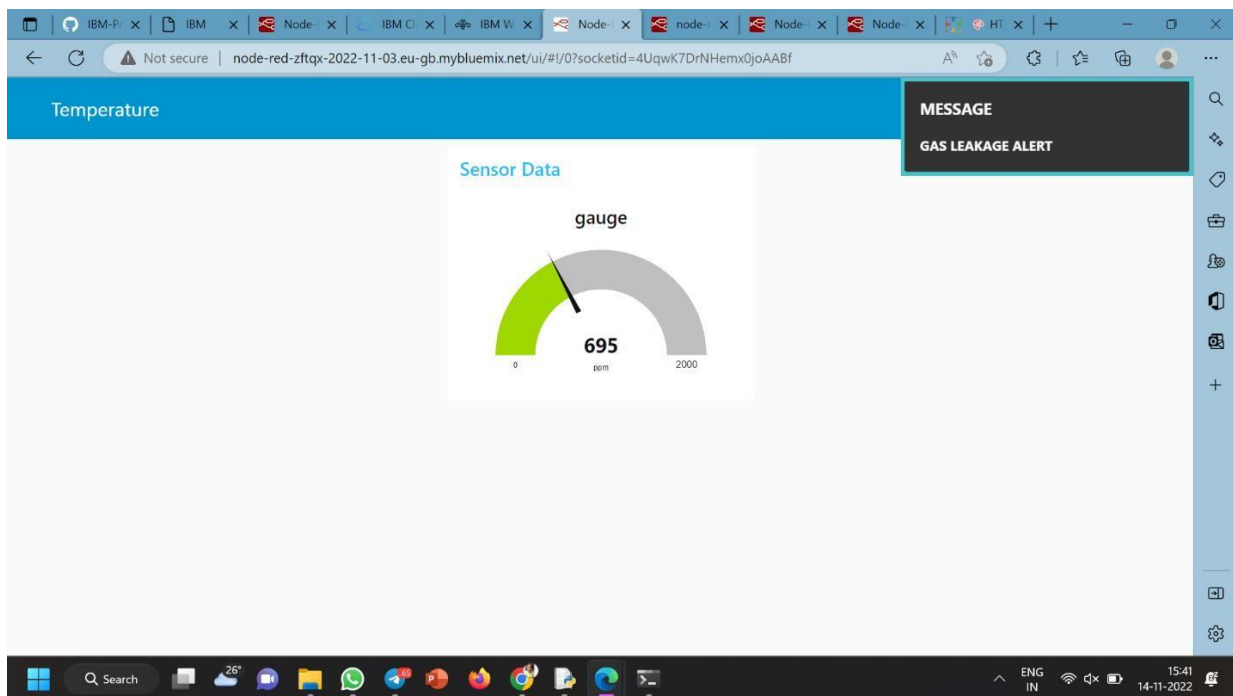 IBM-Pr
IBM
Node-
IBM Cl
IBM W
Node-
node-r
Node-
Node-
HT
Not secure
node-red-zftqx-2022-11-03.eu-gb.mybluemix.net/ui/#!/0?socketid=4UqwK7DrNHemx0joAABf
Temperature
MESSAGE
GAS LEAKAGE ALERT
Sensor Data
gauge
695
0
ppm
2000
Search
26°
65
ENG
IN
15:41
14-11-2022